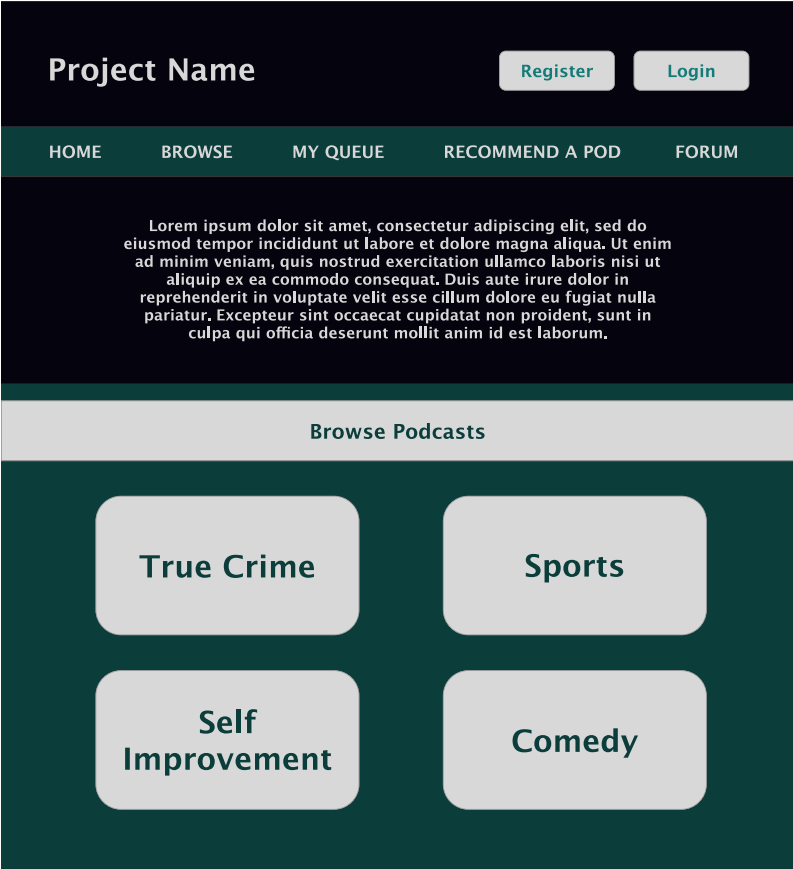 Project Name
Register
Login
HOME
BROWSE
MY QUEUE
RECOMMEND A POD
FORUM
Lorem ipsum dolor sit amet, consectetur adipiscing elit, sed do
eiusmod tempor incididunt ut labore et dolore magna aliqua. Ut enim
ad minim veniam, quis nostrud exercitation ullamco laboris nisi ut
aliquip ex ea commodo consequat. Duis aute irure dolor in
reprehenderit in voluptate velit esse cillum dolore eu fugiat nulla
pariatur. Excepteur sint occaecat cupidatat non proident, sunt in
culpa qui officia deserunt mollit anim id est laborum.
Browse Podcasts
True Crime
Sports
Self
Improvement
Comedy